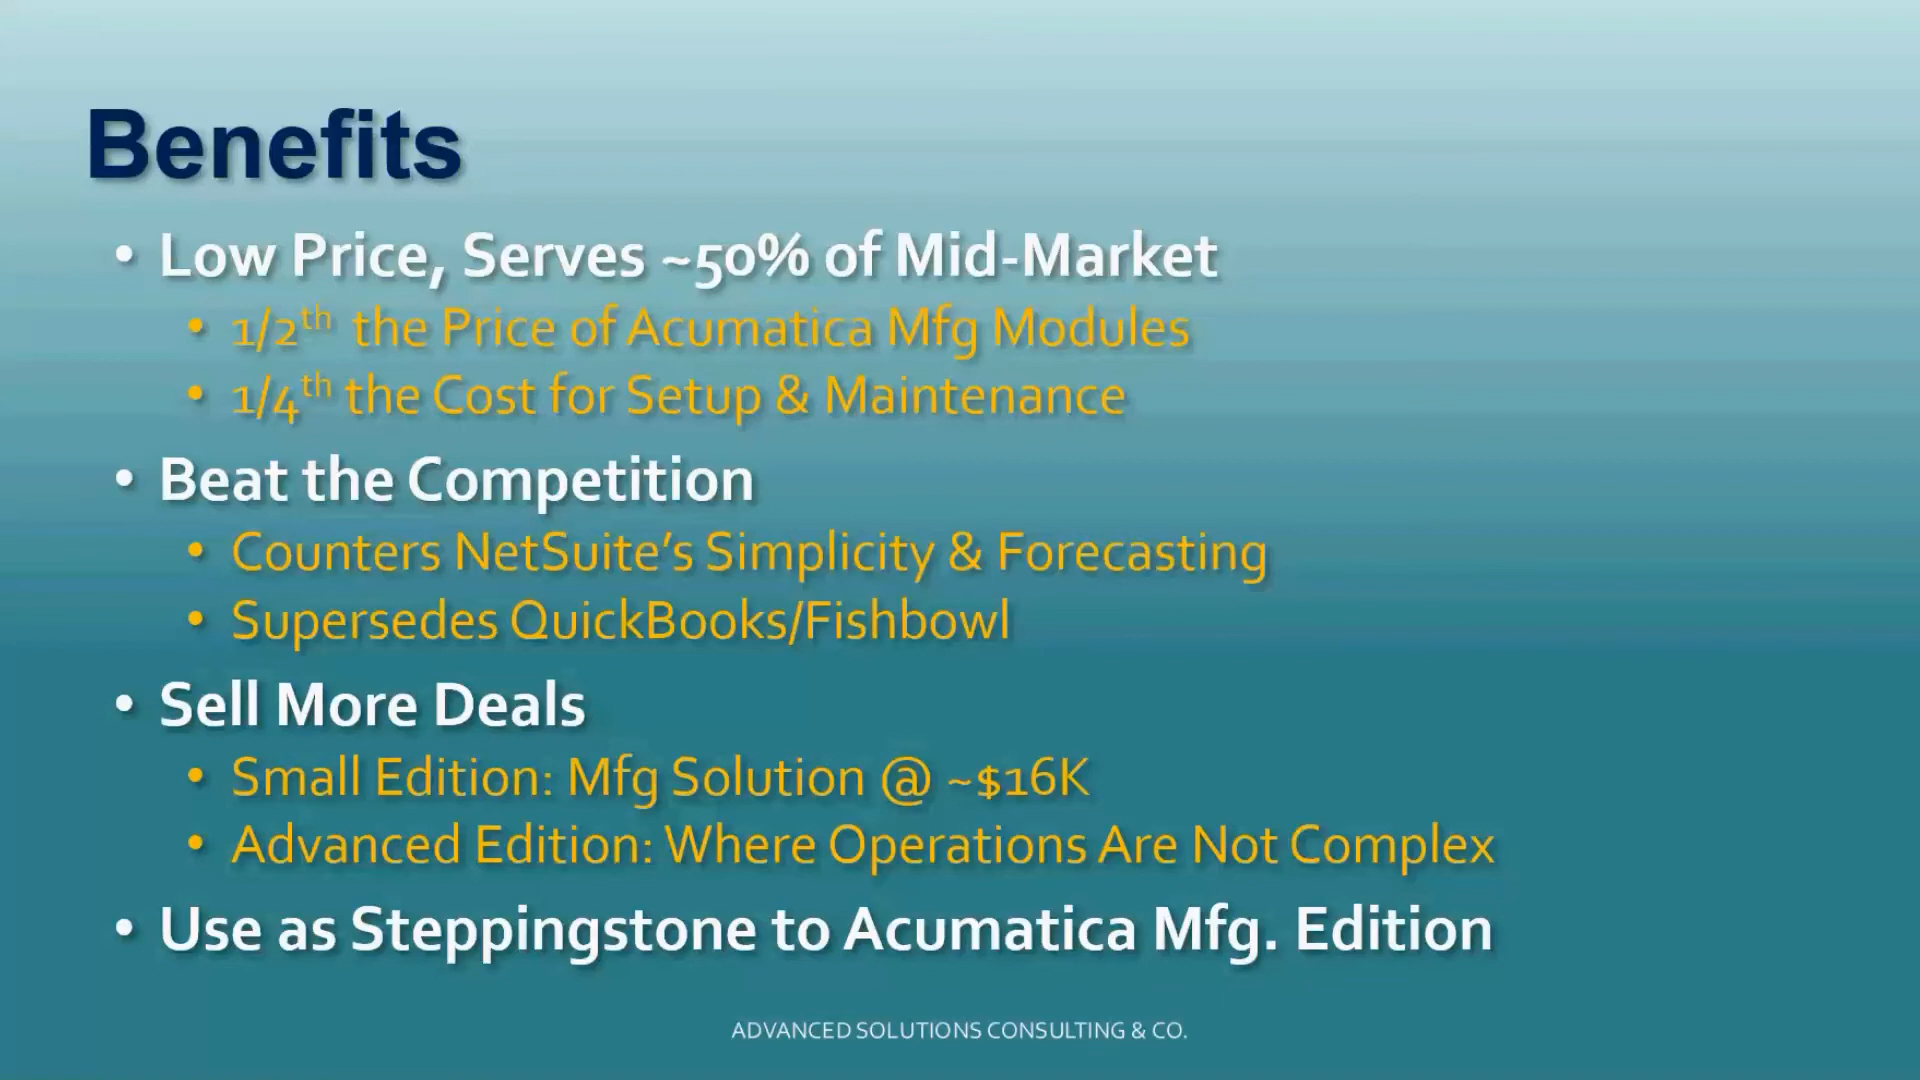 Benefits
• Low Price, Serves ~50% of Mid-Market
• 1/2th the Price of Acumatica Mfg Modules
• 1/4th the Cost for Setup & Maintenance
• Beat the Competition
• Counters NetSuite’s Simplicity & Forecasting
• Supersedes QuickBooks/Fishbowl
• Sell More Deals
• Small Edition: Mfg Solution @ ~$16K
• Advanced Edition: Where Operations Are Not Complex
• Use as Steppingstone to Acumatica Mfg. Edition
ADVANCED SOLUTIONS CONSULTING & CO.